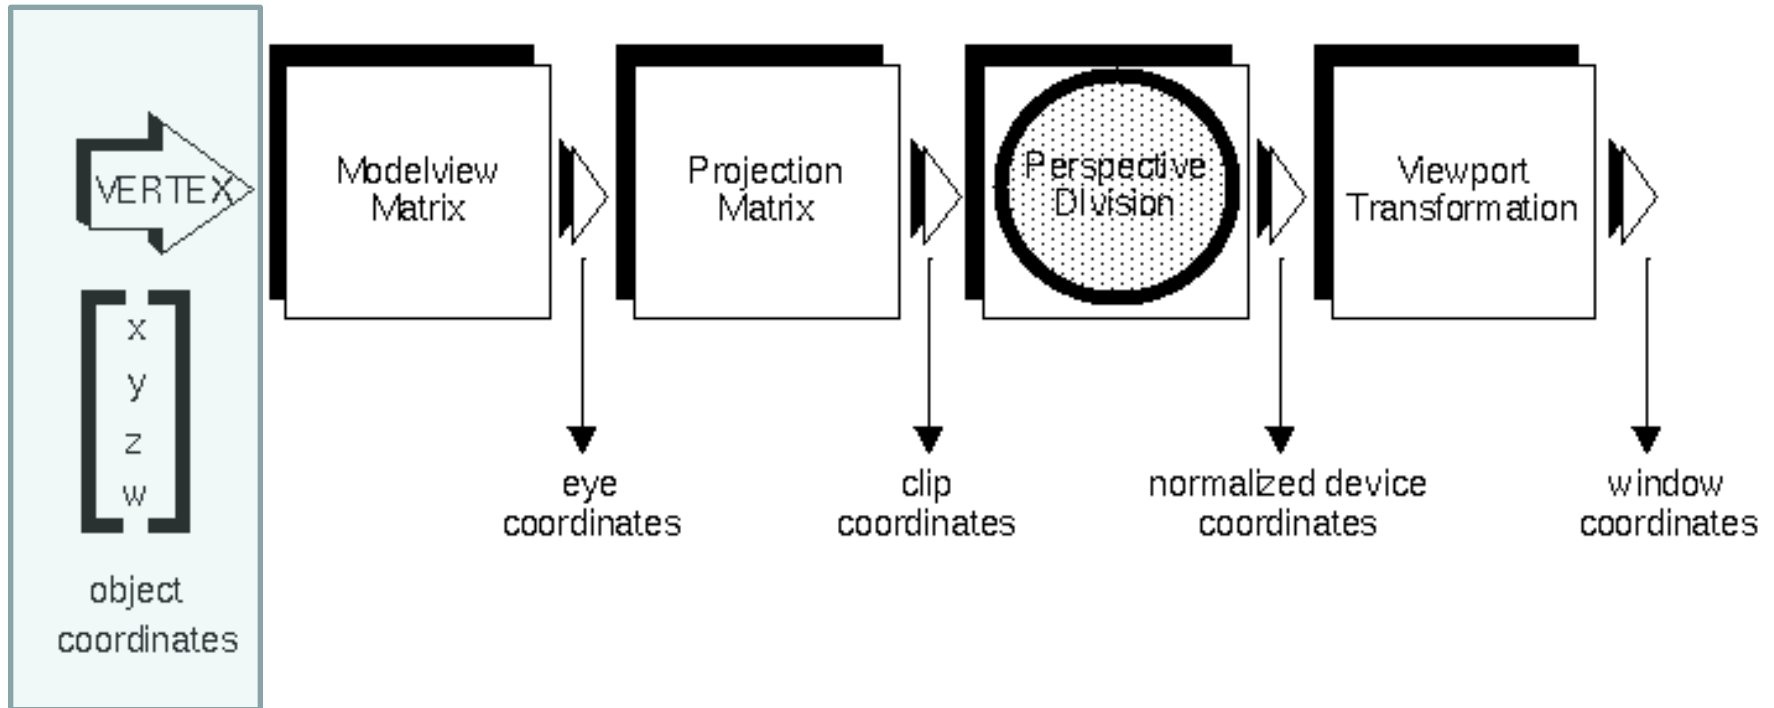 VERTEX
x
y
z
w
object
coordinates
Modelview
Matrix
eye
coordinates
Projection
Matrix
clip
coordinates
Perspective
Division
normalized device
coordinates
Viewport
Transformation
window
coordinates